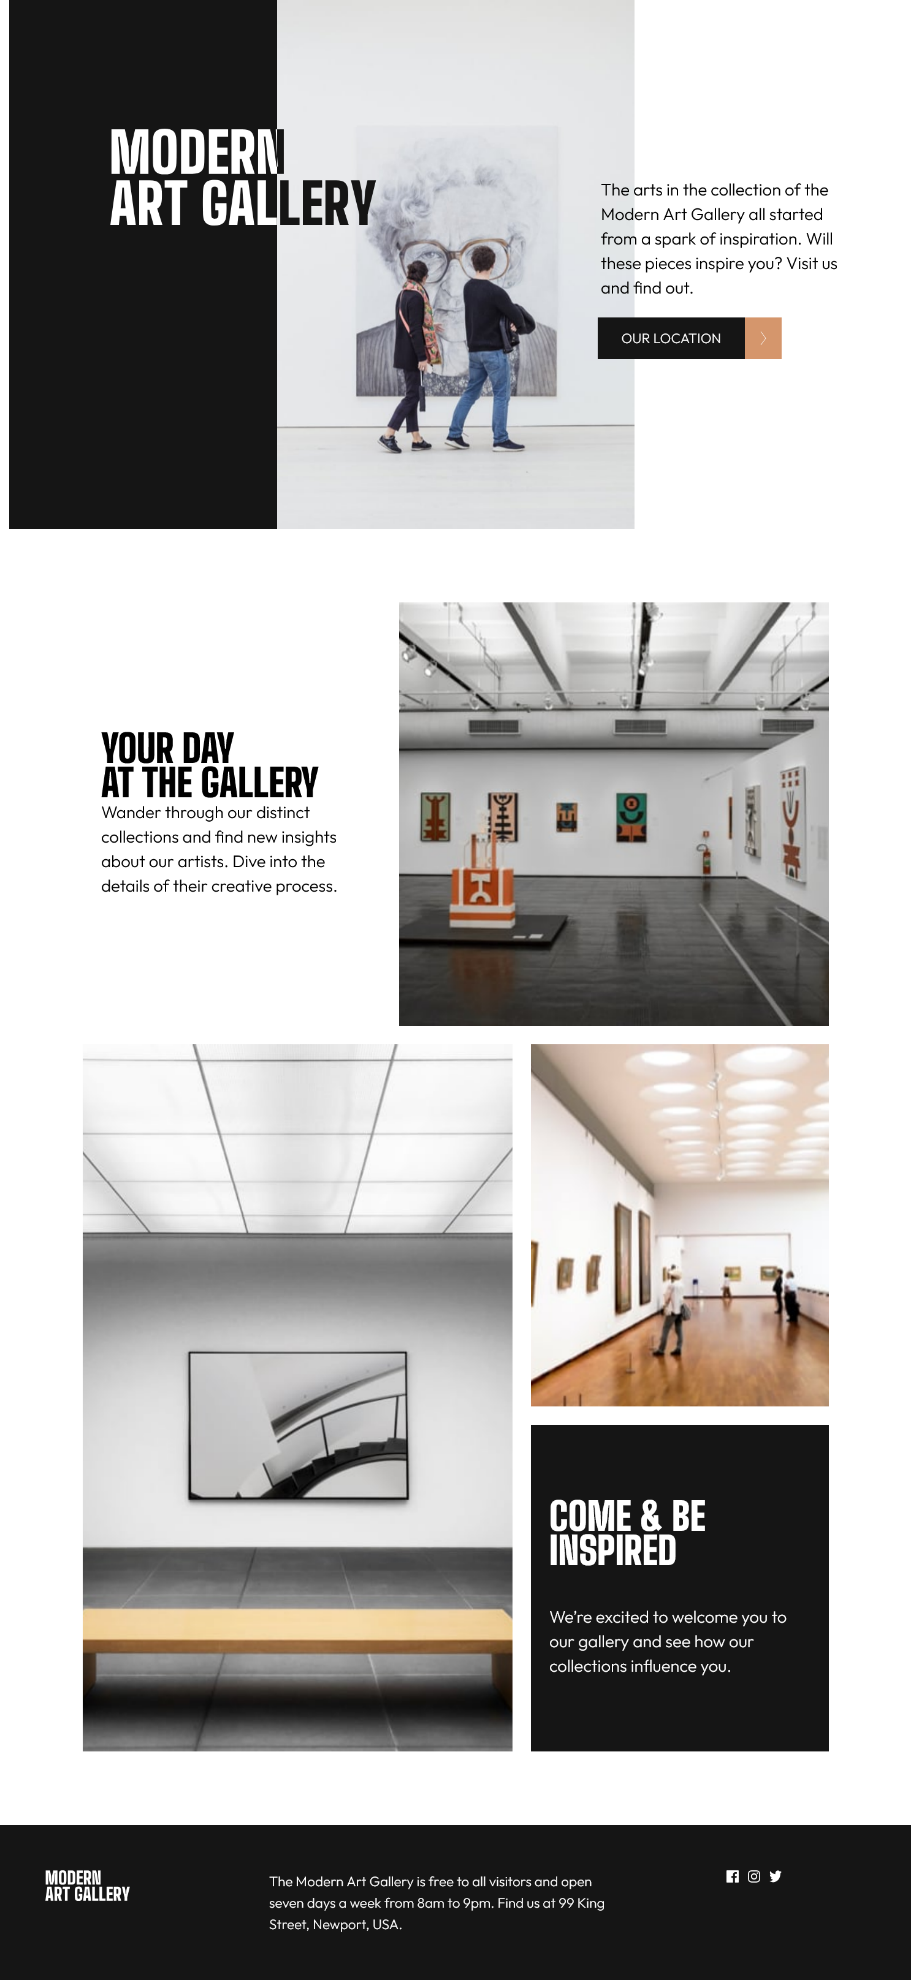 MODERN
ART GALLERY
The arts in the collection of the
Modern Art Gallery all started
from a spark of inspiration. Will
these pieces inspire you? Visit us
and find out.
OUR LOCATION
YOUR DAY
AT THE GALLERY
Wander through our distinct
collections and find new insights
about our artists. Dive into the
details of their creative process.
COME & BE
INSPIRED
We’re excited to welcome you to
our gallery and see how our
collections influence you.
MODERN
ART GALLERY
The Modern Art Gallery is free to all visitors and open
seven days a week from 8am to 9pm. Find us at 99 King
Street, Newport, USA.